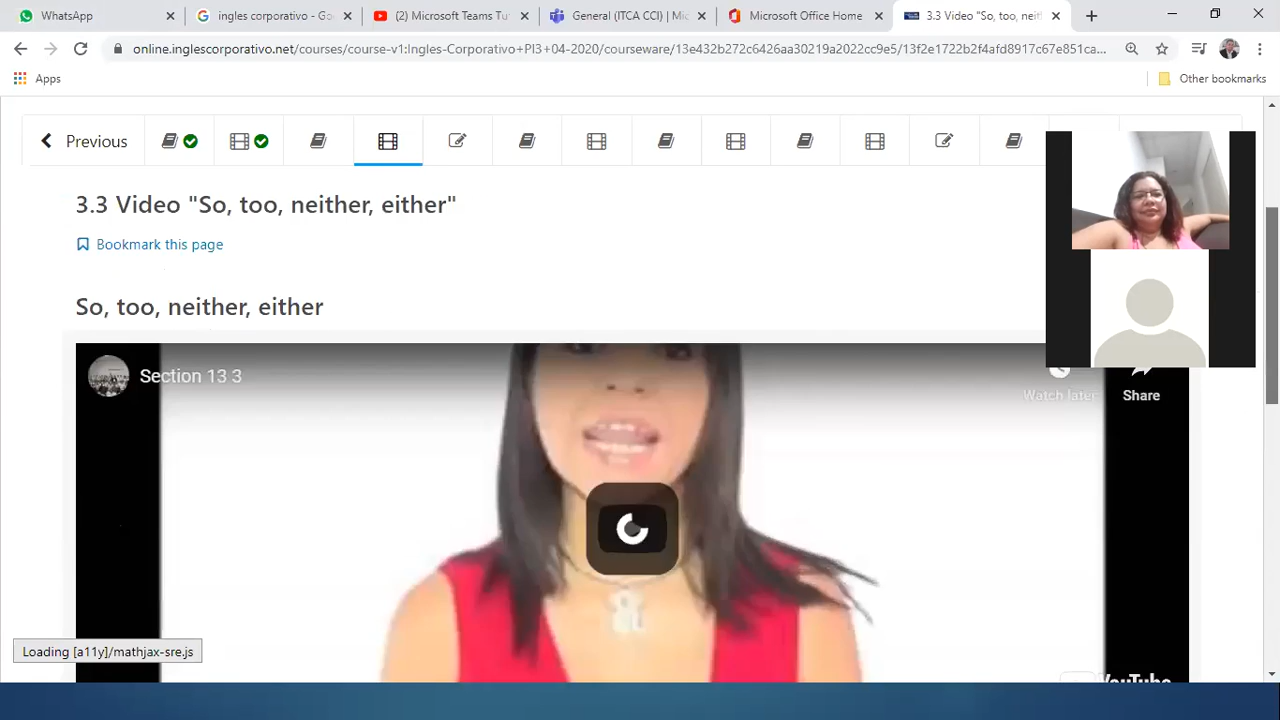 WhatsApp
ingles corporativo - Go
(2) Microsoft Teams Tu
General (ITCA CCI) | Mic
Microsoft Office Home
3.3 Video "So, too, neit
online.inglescorporativo.net/courses/course-v1:Ingles-Corporativo+PI3+04-2020/courseware/13e432b272c6426aa30219a2022cc9e5/13f2e1722b2f4afd8917c67e851ca...
Apps
Other bookmarks
Previous
3.3 Video "So, too, neither, either"
Bookmark this page
So, too, neither, either
Section 13 3
Watch later
Share
Loading [a11y]/mathjax-sre.js
YouTube